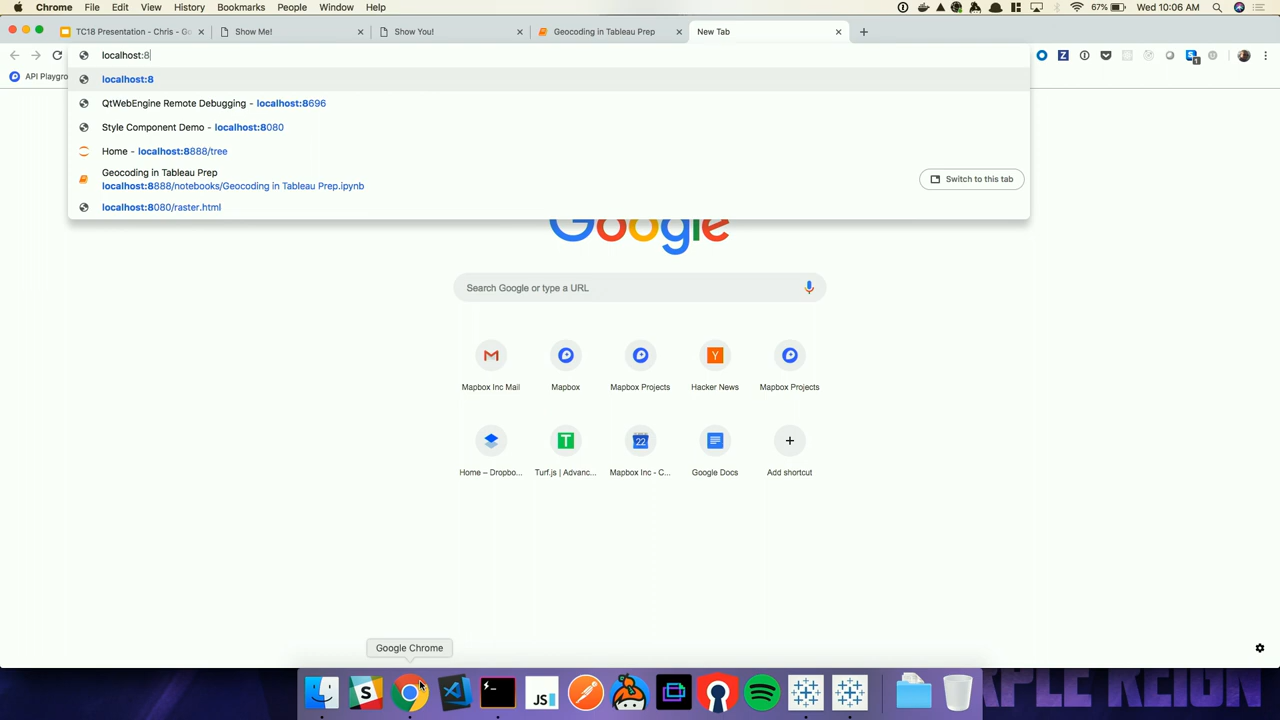 Chrome File Edit View History Bookmarks People Window Help 67% Wed 10:06 AM
TC18 Presentation - Chris - Go Show Me! Show You! Geocoding in Tableau Prep New Tab
localhost:8
API Playgro
localhost:8
QtWebEngine Remote Debugging - localhost:8696
Style Component Demo - localhost:8080
Home - localhost:8888/tree
Geocoding in Tableau Prep
localhost:8888/notebooks/Geocoding in Tableau Prep.ipynb
Switch to this tab
localhost:8080/raster.html
Google
Search Google or type a URL
Mapbox Inc Mail Mapbox Mapbox Projects Hacker News Mapbox Projects
Home – Dropbo... Turf.js | Advanc... Mapbox Inc - C... Google Docs Add shortcut
Google Chrome
JS
RPLE REIGN